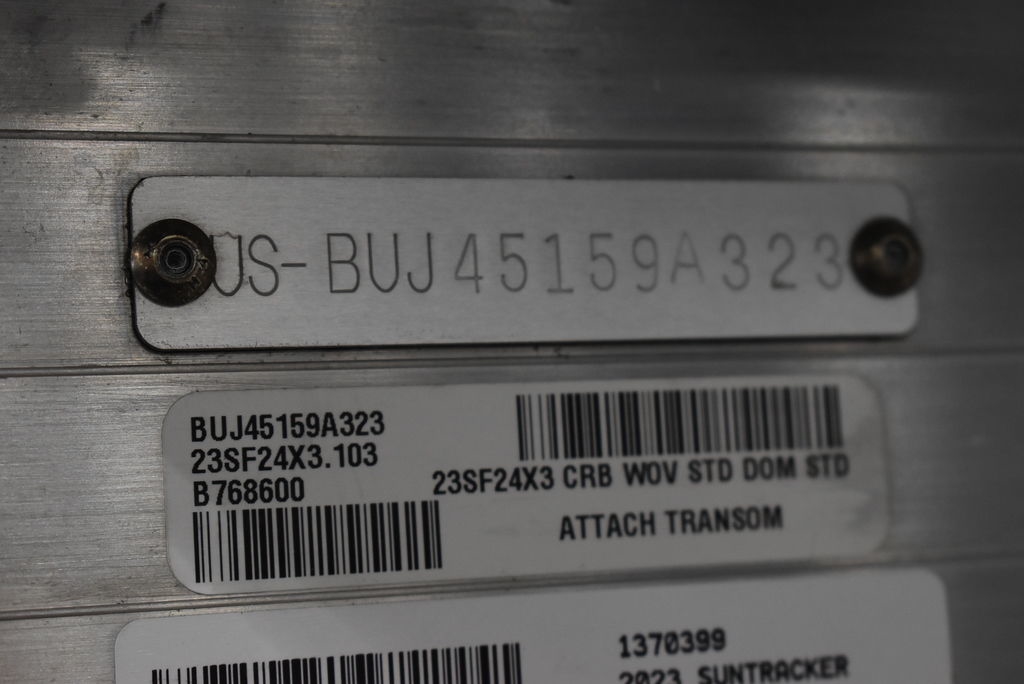 US-BUJ45159A323
BUJ45159A323
23SF24X3.103
B768600
23SF24X3 CRB WOV STD DOM STD
ATTACH TRANSOM
1370399
2023 SUNTRACKER